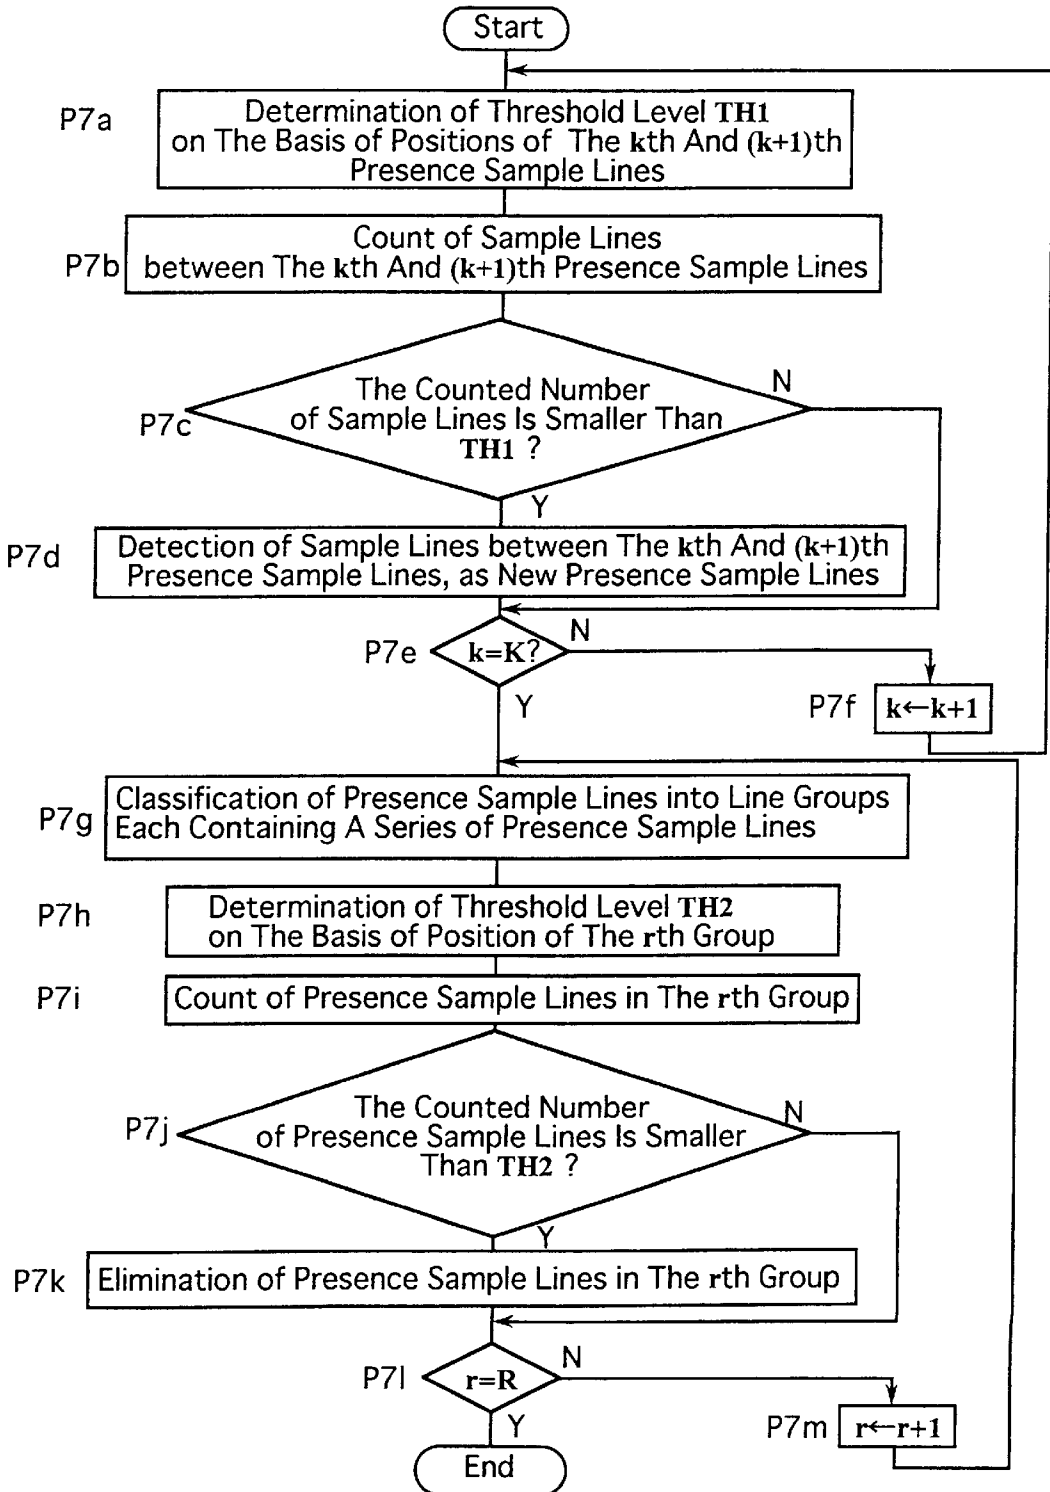 Start
P7a
Determination of Threshold Level TH1
on The Basis of Positions of The kth And (k+1)th
Presence Sample Lines
P7b
Count of Sample Lines
between The kth And (k+1)th Presence Sample Lines
P7c
The Counted Number
of Sample Lines Is Smaller Than
TH1 ?
N
Y
P7d
Detection of Sample Lines between The kth And (k+1)th
Presence Sample Lines, as New Presence Sample Lines
P7e
k=K?
N
Y
P7f
k←k+1
P7g
Classification of Presence Sample Lines into Line Groups
Each Containing A Series of Presence Sample Lines
P7h
Determination of Threshold Level TH2
on The Basis of Position of The rth Group
P7i
Count of Presence Sample Lines in The rth Group
P7j
The Counted Number
of Presence Sample Lines Is Smaller
Than TH2 ?
N
Y
P7k
Elimination of Presence Sample Lines in The rth Group
P7l
r=R
N
Y
P7m
r←r+1
End